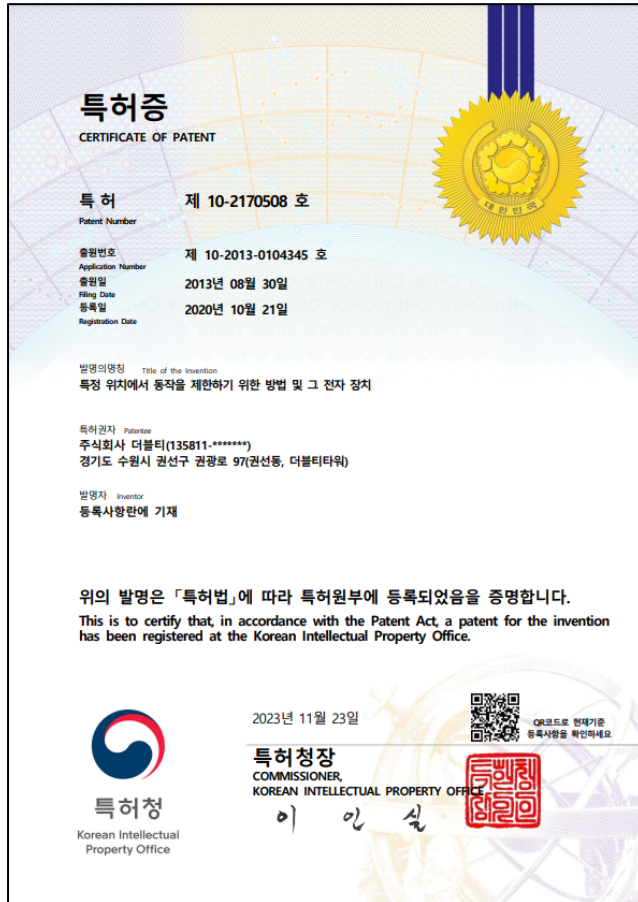 특허증
CERTIFICATE OF PATENT
특 허 제 10-2170508 호
Patent Number
출원번호 제 10-2013-0104345 호
Application Number
출원일 2013년 08월 30일
Filing Date
등록일 2020년 10월 21일
Registration Date
발명의명칭 Title of the Invention
특정 위치에서 동작을 제한하기 위한 방법 및 그 전자 장치
특허권자 Patentee
주식회사 더블티(135811-*******)
경기도 수원시 권선구 권광로 97(권선동, 더블티타워)
발명자 Inventor
등록사항란에 기재
위의 발명은 「특허법」에 따라 특허원부에 등록되었음을 증명합니다.
This is to certify that, in accordance with the Patent Act, a patent for the invention
has been registered at the Korean Intellectual Property Office.
2023년 11월 23일
QR코드로 현재기준
등록사항을 확인하세요
특허청장
COMMISSIONER,
KOREAN INTELLECTUAL PROPERTY OFFICE
이 인 실
특허청
Korean Intellectual
Property Office
대한민국